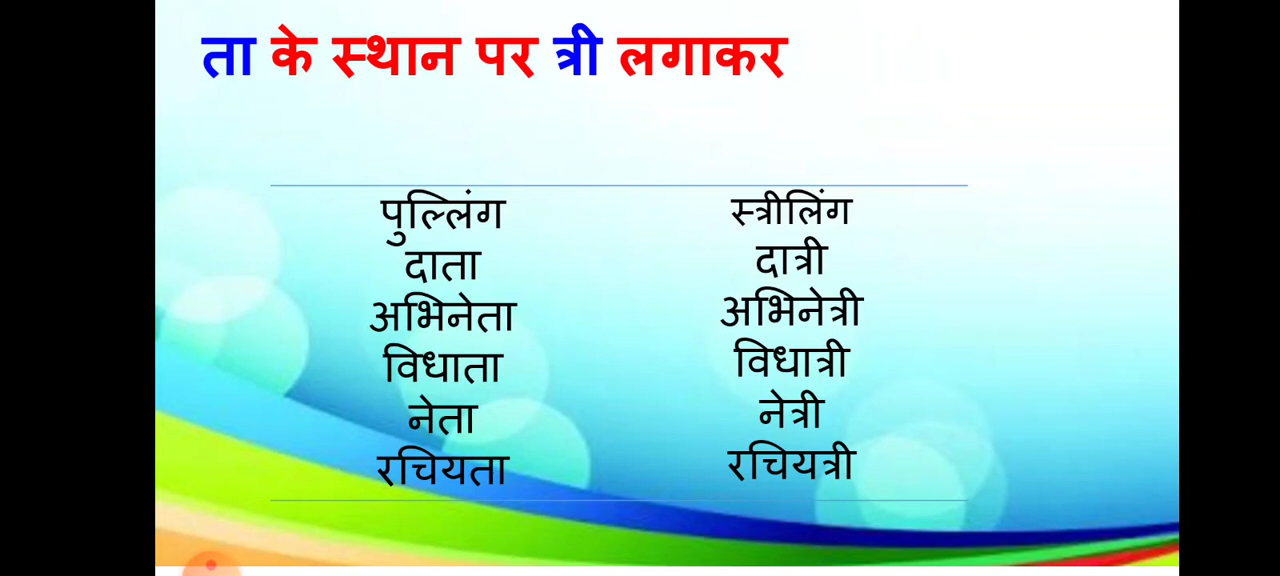 ता के स्थान पर त्री लगाकर
पुल्लिंग स्त्रीलिंग
दाता दात्री
अभिनेता अभिनेत्री
विधाता विधात्री
नेता नेत्री
रचियता रचियत्री